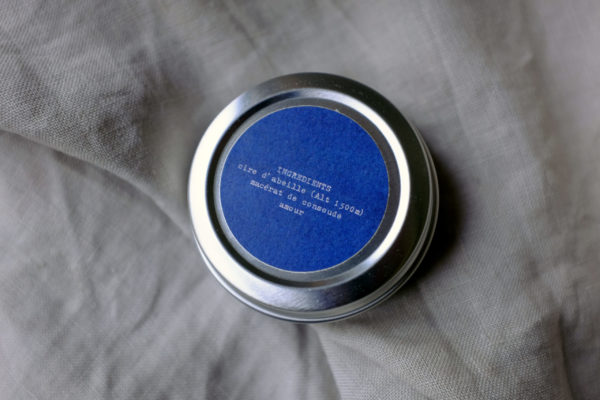 INGREDIENTS
cire d'abeille (Alt 1500m)
macérat de consoude
amour